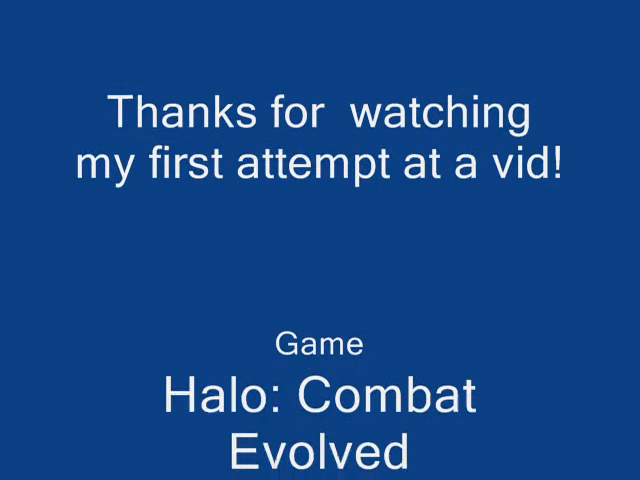 Thanks for  watching
my first attempt at a vid!
Game
Halo: Combat
Evolved